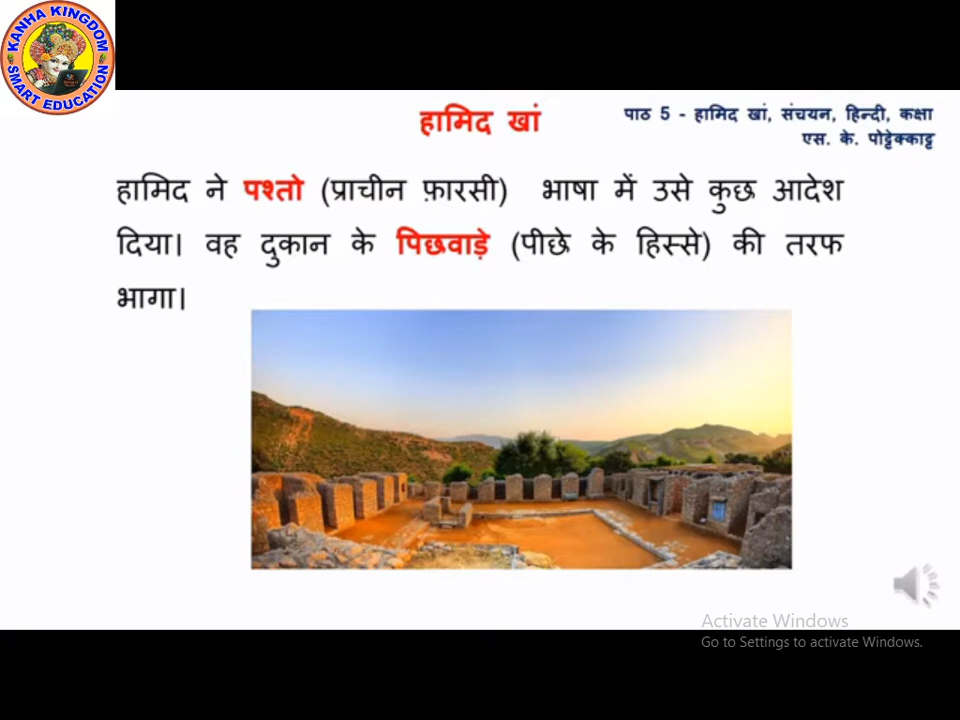 KANHA KINGDOM
SMART EDUCATION
हामिद खां
पाठ 5 - हामिद खां, संचयन, हिन्दी, कक्षा
एस. के. पोट्टेक्काट्ट
हामिद ने पश्तो (प्राचीन फ़ारसी) भाषा में उसे कुछ आदेश
दिया। वह दुकान के पिछवाड़े (पीछे के हिस्से) की तरफ
भागा।
Activate Windows
Go to Settings to activate Windows.